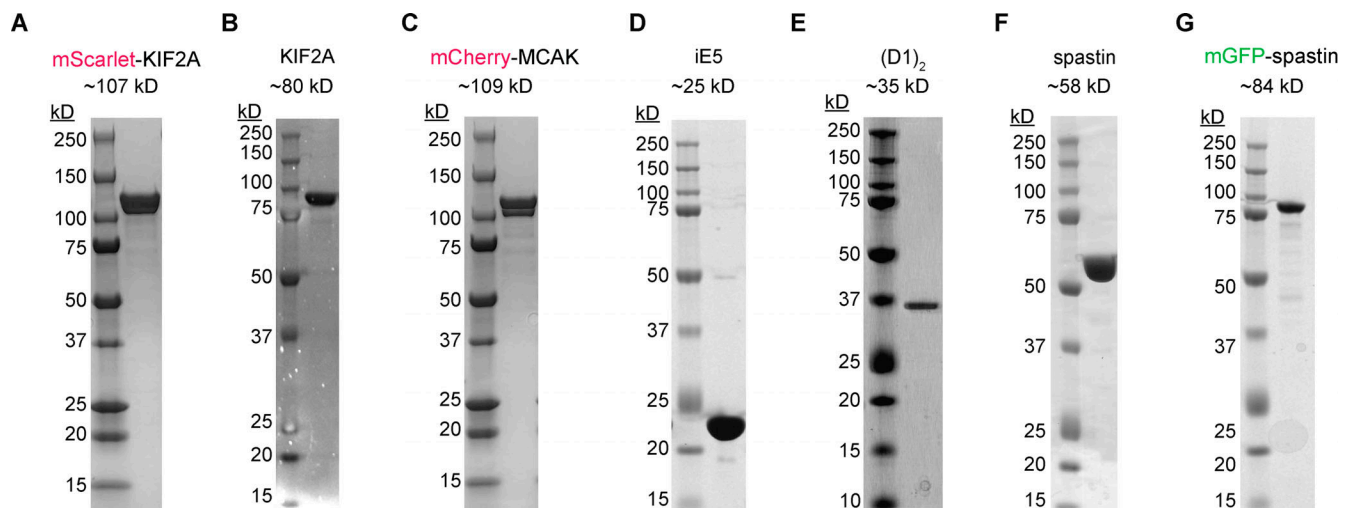 A
mScarlet-KIF2A
~107 kD
kD
250
150
100
75
50
37
25
20
15
B
KIF2A
~80 kD
kD
250
150
100
75
50
37
25
20
15
C
mCherry-MCAK
~109 kD
kD
250
150
100
75
50
37
25
20
15
D
iE5
~25 kD
kD
250
150
100
75
50
37
25
20
15
E
(D1)₂
~35 kD
kD
250
150
100
75
50
37
25
20
15
10
F
spastin
~58 kD
kD
250
150
100
75
50
37
25
20
15
G
mGFP-spastin
~84 kD
kD
250
150
100
75
50
37
25
20
15